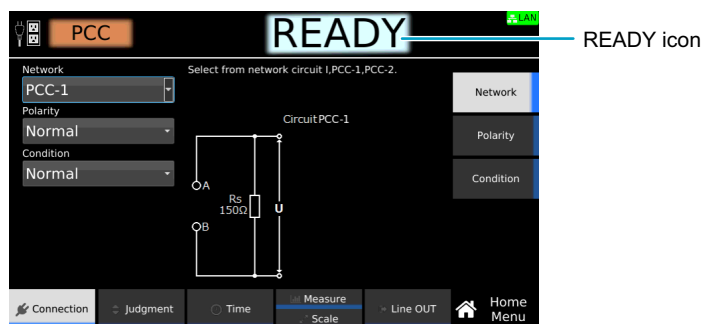 PCC
READY
LAN
READY icon
Network
PCC-1
Polarity
Normal
Condition
Normal
Select from network circuit I,PCC-1,PCC-2.
Circuit PCC-1
A
Rs
150Ω
U
B
Network
Polarity
Condition
Connection
Judgment
Time
Measure
Scale
Line OUT
Home
Menu